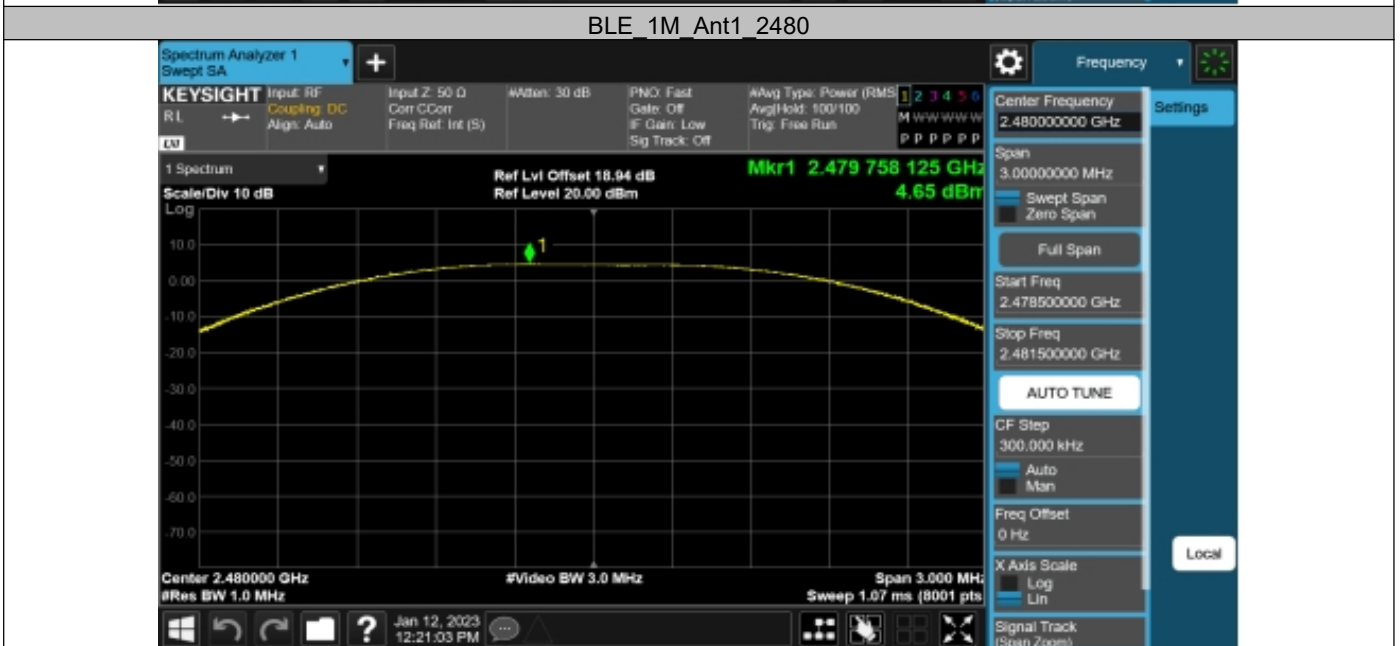 BLE_1M_Ant1_2480
Spectrum Analyzer 1
Swept SA
+
Frequency
KEYSIGHT
RL
LXI
Input: RF
Coupling: DC
Align: Auto
Input Z: 50 Ω
Corr CCorr
Freq Ref: Int (S)
#Atten: 30 dB
PNO: Fast
Gate: Off
IF Gain: Low
Sig Track: Off
#Avg Type: Power (RMS
Avg|Hold: 100/100
Trig: Free Run
1 2 3 4 5 6
M W W W W W
P P P P P P
1 Spectrum
Scale/Div 10 dB
Log
Ref Lvl Offset 18.94 dB
Ref Level 20.00 dBm
Mkr1 2.479 758 125 GHz
4.65 dBm
1
10.0
0.00
-10.0
-20.0
-30.0
-40.0
-50.0
-60.0
-70.0
Center 2.480000 GHz
#Res BW 1.0 MHz
#Video BW 3.0 MHz
Span 3.000 MHz
Sweep 1.07 ms (8001 pts
?
Jan 12, 2023
12:21:03 PM
Center Frequency
2.480000000 GHz
Settings
Span
3.00000000 MHz
Swept Span
Zero Span
Full Span
Start Freq
2.478500000 GHz
Stop Freq
2.481500000 GHz
AUTO TUNE
CF Step
300.000 kHz
Auto
Man
Freq Offset
0 Hz
X Axis Scale
Log
Lin
Local
Signal Track
(Span Zoom)